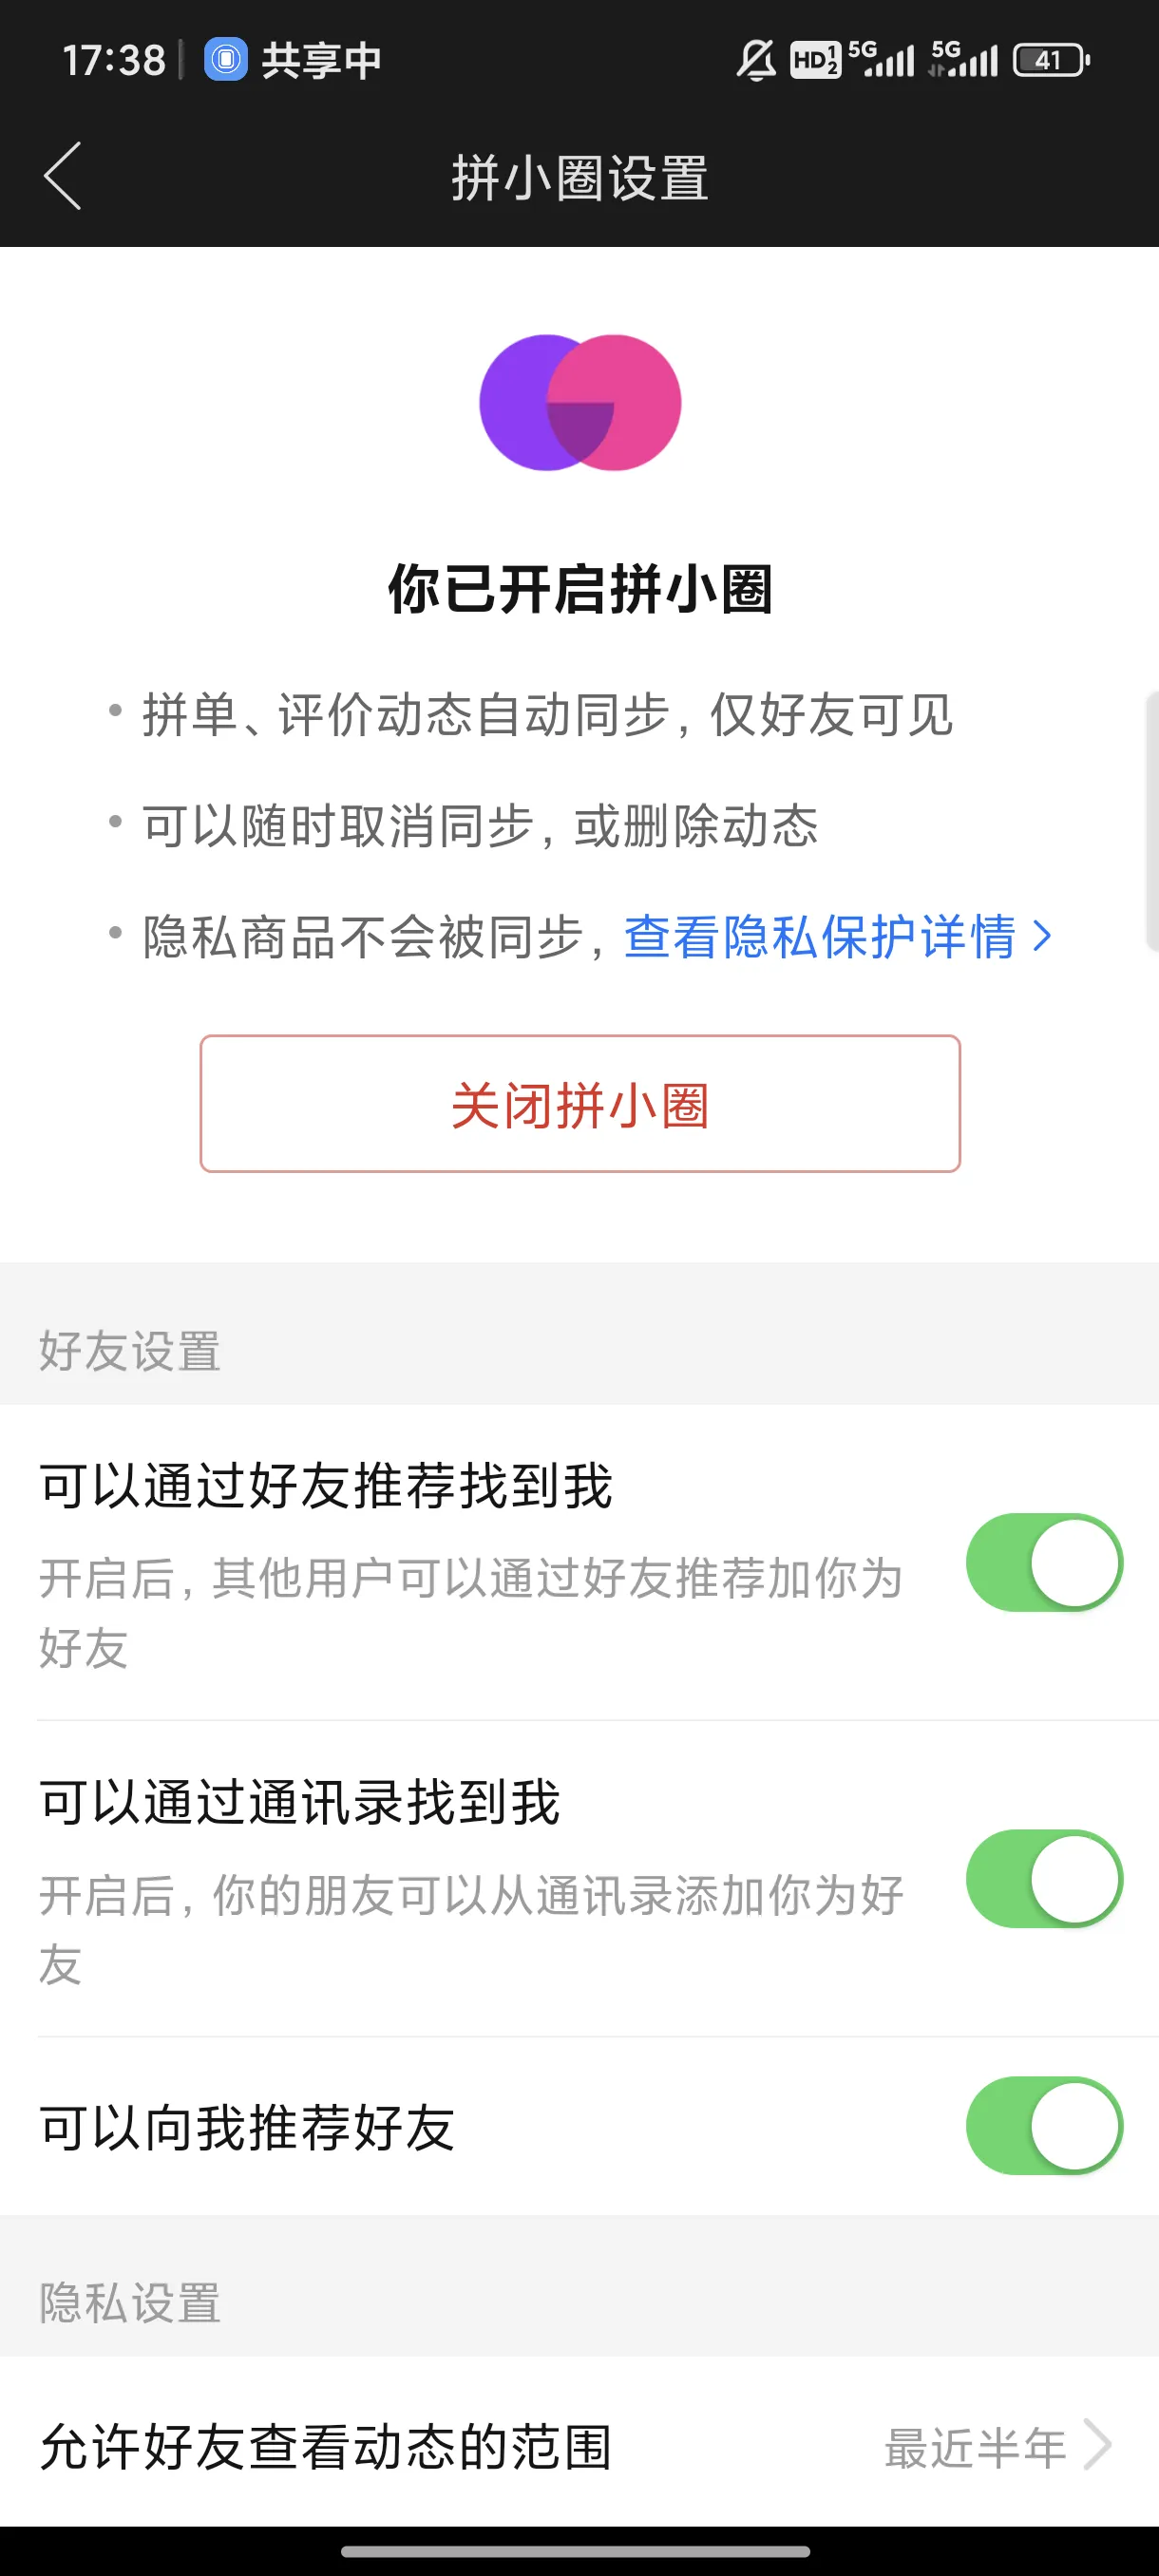 17:38
共享中
HD 1 2
5G
5G
41
拼小圈设置
你已开启拼小圈
• 拼单、评价动态自动同步，仅好友可见
• 可以随时取消同步，或删除动态
• 隐私商品不会被同步，查看隐私保护详情
关闭拼小圈
好友设置
可以通过好友推荐找到我
开启后，其他用户可以通过好友推荐加你为
好友
可以通过通讯录找到我
开启后，你的朋友可以从通讯录添加你为好
友
可以向我推荐好友
隐私设置
允许好友查看动态的范围
最近半年